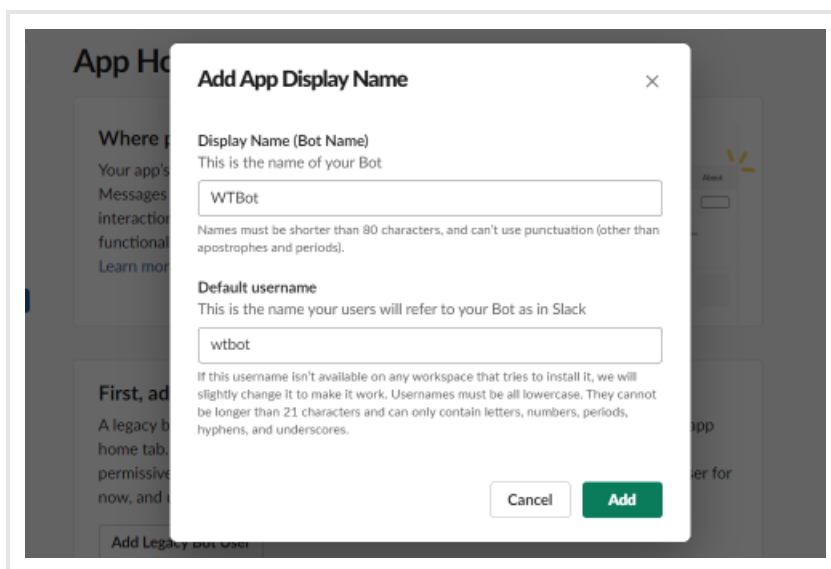 App Ho
Add App Display Name
Where p
Display Name (Bot Name)
Your app's
This is the name of your Bot
About
Messages
WTBot
interaction
Names must be shorter than 80 characters, and can't use punctuation (other than
functional
apostrophes and periods).
Learn mor
Default username
This is the name your users will refer to your Bot as in Slack
wtbot
If this username isn't available on any workspace that tries to install it, we will
First, ad
slightly change it to make it work. Usernames must be all lowercase. They cannot
A legacy b
be longer than 21 characters and can only contain letters, numbers, periods,
app
hyphens, and underscores.
home tab.
permissive
er for
now, and u
Cancel
Add
Add Legacy Bot User